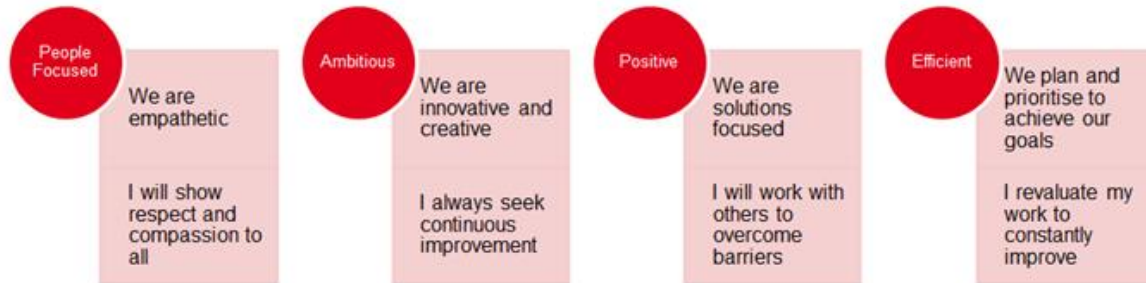 People
Focused
We are
empathetic
I will show
respect and
compassion to
all
Ambitious
We are
innovative and
creative
I always seek
continuous
improvement
Positive
We are
solutions
focused
I will work with
others to
overcome
barriers
Efficient
We plan and
prioritise to
achieve our
goals
I revaluate my
work to
constantly
improve